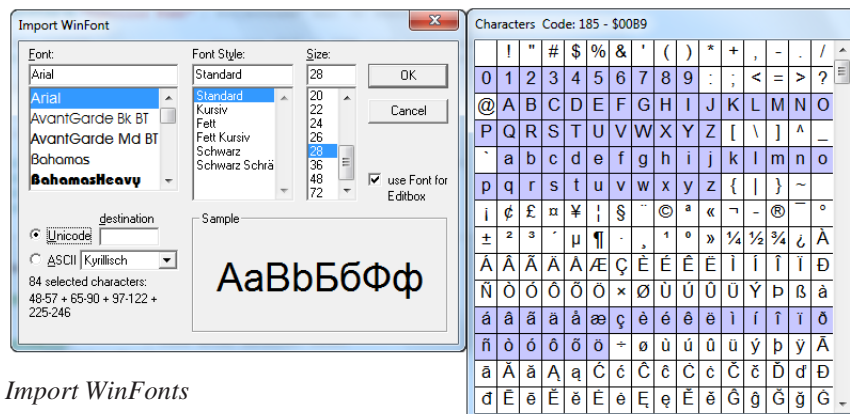 Import WinFont
Font:
Arial
Arial
AvantGarde Bk BT
AvantGarde Md BT
Bahamas
BahamasHeavy
Font Style:
Standard
Standard
Kursiv
Fett
Fett Kursiv
Schwarz
Schwarz Schrä
Size:
28
20
22
24
26
28
36
48
72
OK
Cancel
use Font for
Editbox
destination
Unicode
ASCII Kyrillisch
84 selected characters:
48-57 + 65-90 + 97-122 +
225-246
Sample
AaBbБбФф
Import WinFonts
Characters Code: 185 - $00B9
! " # $ % & ' ( ) * + , - . /
0 1 2 3 4 5 6 7 8 9 : ; < = > ?
@ A B C D E F G H I J K L M N O
P Q R S T U V W X Y Z [ \ ] ^ _
` a b c d e f g h i j k l m n o
p q r s t u v w x y z { | } ~
¡ ¢ £ ¤ ¥ ¦ § ¨ © ª « ¬ - ® ¯ °
± ² ³ ´ µ ¶ · ¸ ¹ º » ¼ ½ ¾ ¿ À
Á Â Ã Ä Å Æ Ç È É Ê Ë Ì Í Î Ï Ð
Ñ Ò Ó Ô Õ Ö × Ø Ù Ú Û Ü Ý Þ ß à
á â ã ä å æ ç è é ê ë ì í î ï ð
ñ ò ó ô õ ö ÷ ø ù ú û ü ý þ ÿ Ā
ā Ă ă Ą ą Ć ć Ĉ ĉ Ċ ċ Č č Ď ď Đ
đ Ē ē Ĕ ĕ Ė ė Ę ę Ě ě Ĝ ĝ Ğ ğ Ġ